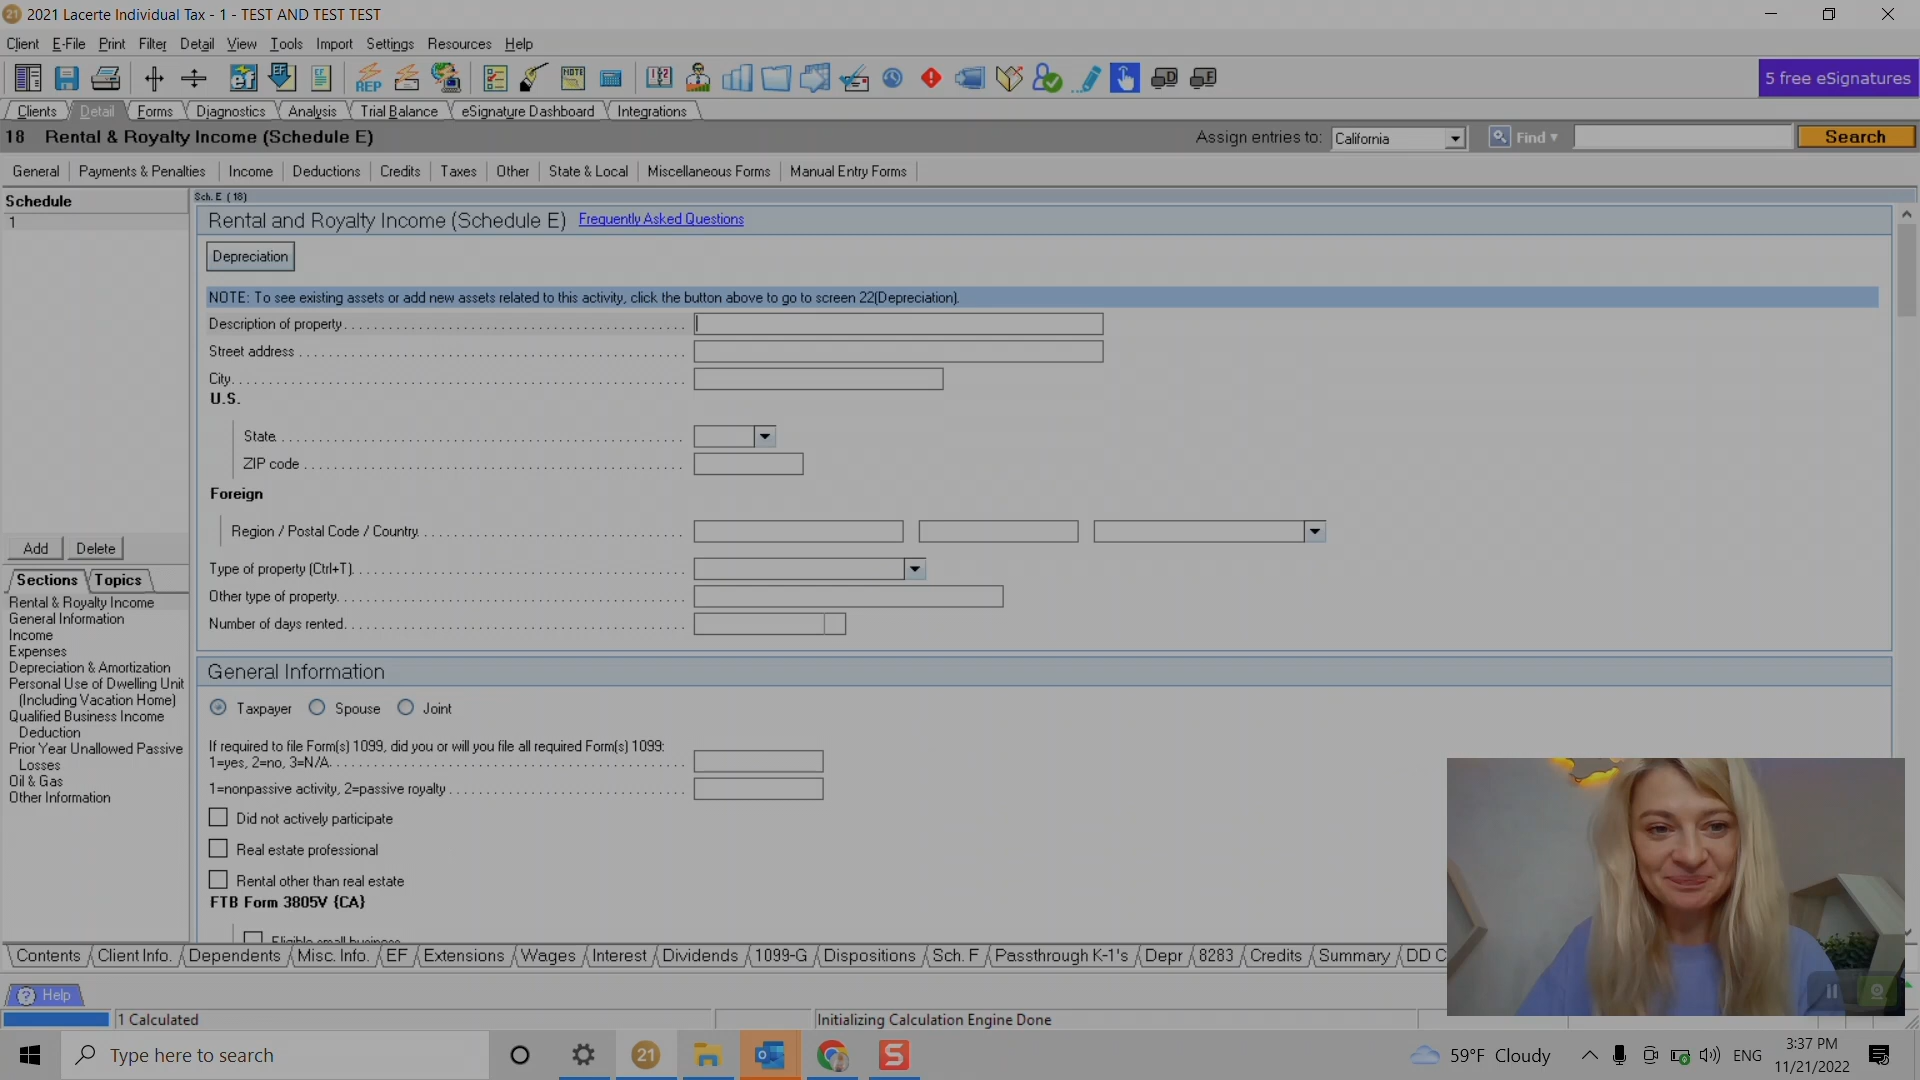 21 2021 Lacerte Individual Tax - 1 - TEST AND TEST TEST
Client E-File Print Filter Detail View Tools Import Settings Resources Help
REP NOTE 5 free eSignatures
Clients Detail Forms Diagnostics Analysis Trial Balance eSignature Dashboard Integrations
18 Rental & Royalty Income (Schedule E) Assign entries to: California Find Search
General Payments & Penalties Income Deductions Credits Taxes Other State & Local Miscellaneous Forms Manual Entry Forms
Schedule
1
Add Delete
Sections Topics
Rental & Royalty Income
General Information
Income
Expenses
Depreciation & Amortization
Personal Use of Dwelling Unit
(Including Vacation Home)
Qualified Business Income
Deduction
Prior Year Unallowed Passive
Losses
Oil & Gas
Other Information
Sch. E (18)
Rental and Royalty Income (Schedule E) Frequently Asked Questions
Depreciation
NOTE: To see existing assets or add new assets related to this activity, click the button above to go to screen 22(Depreciation).
Description of property
Street address
City
U.S.
State
ZIP code
Foreign
Region / Postal Code / Country
Type of property (Ctrl+T)
Other type of property
Number of days rented
General Information
Taxpayer Spouse Joint
If required to file Form(s) 1099, did you or will you file all required Form(s) 1099:
1=yes, 2=no, 3=N/A
1=nonpassive activity, 2=passive royalty
Did not actively participate
Real estate professional
Rental other than real estate
FTB Form 3805V {CA}
Eligible small business
Contents Client Info. Dependents Misc. Info. EF Extensions Wages Interest Dividends 1099-G Dispositions Sch. F Passthrough K-1's Depr 8283 Credits Summary DD C
? Help
1 Calculated Initializing Calculation Engine Done
Type here to search 21 S 59°F Cloudy ENG 3:37 PM
11/21/2022